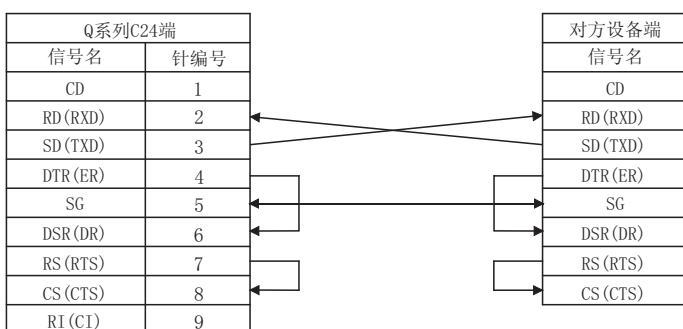 Q系列C24端 对方设备端
信号名 针编号 信号名
CD 1 CD
RD(RXD) 2 RD(RXD)
SD(TXD) 3 SD(TXD)
DTR(ER) 4 DTR(ER)
SG 5 SG
DSR(DR) 6 DSR(DR)
RS(RTS) 7 RS(RTS)
CS(CTS) 8 CS(CTS)
RI(CI) 9